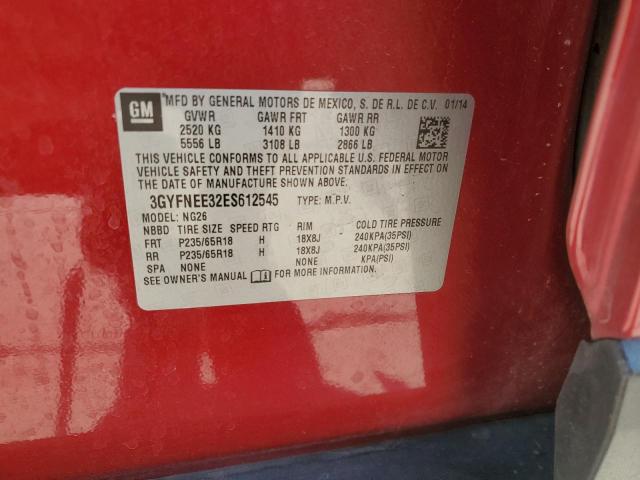 GM
MFD BY GENERAL MOTORS DE MEXICO, S. DE R.L. DE C.V. 01/14
GVWR GAWR FRT GAWR RR
2520 KG 1410 KG 1300 KG
5556 LB 3108 LB 2866 LB
THIS VEHICLE CONFORMS TO ALL APPLICABLE U.S. FEDERAL MOTOR
VEHICLE SAFETY AND THEFT PREVENTION STANDARDS IN EFFECT ON
THE DATE OF MANUFACTURE SHOWN ABOVE.
3GYFNEE32ES612545 TYPE: M.P.V.
MODEL: NG26
NBBD TIRE SIZE SPEED RTG RIM COLD TIRE PRESSURE
FRT P235/65R18 H 18X8J 240KPA(35PSI)
RR P235/65R18 H 18X8J 240KPA(35PSI)
SPA NONE NONE KPA(PSI)
SEE OWNER'S MANUAL FOR MORE INFORMATION.